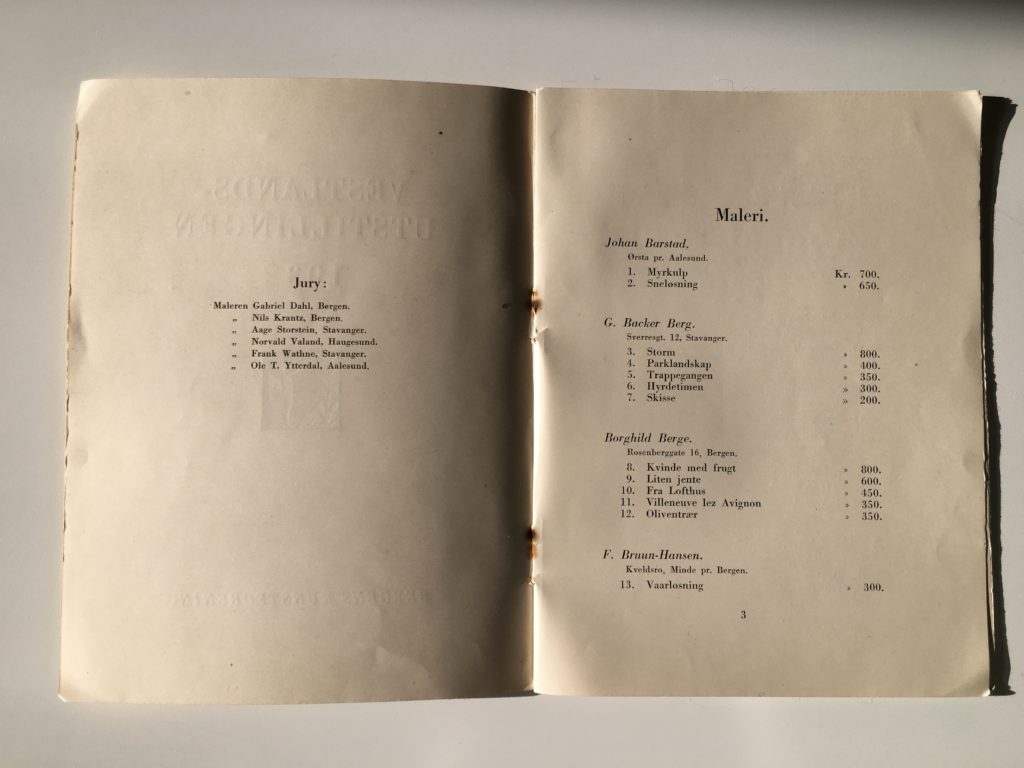 Jury:
Maleren Gabriel Dahl, Bergen.
„ Nils Krantz, Bergen.
„ Aage Storstein, Stavanger.
„ Norvald Valand, Haugesund.
„ Frank Wathne, Stavanger.
„ Ole T. Ytterdal, Aalesund.
Maleri.
Johan Barstad.
Ørsta pr. Aalesund.
1. Myrkulp Kr. 700.
2. Sneløsning » 650.
G. Backer Berg.
Sverresgt. 12, Stavanger.
3. Storm » 800.
4. Parklandskap » 400.
5. Trappegangen » 350.
6. Hyrdetimen » 300.
7. Skisse » 200.
Borghild Berge.
Rosenberggate 16, Bergen.
8. Kvinde med frugt » 800.
9. Liten jente » 600.
10. Fra Lofthus » 450.
11. Villeneuve lez Avignon » 350.
12. Oliventrær » 350.
F. Bruun-Hansen.
Kveldsro, Minde pr. Bergen.
13. Vaarløsning » 300.
3